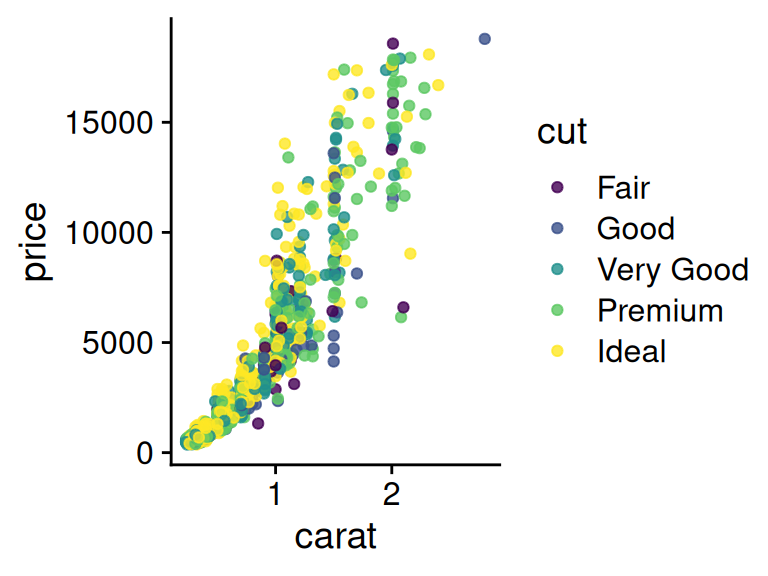 price
15000
10000
5000
0
1 2
carat
cut
Fair
Good
Very Good
Premium
Ideal